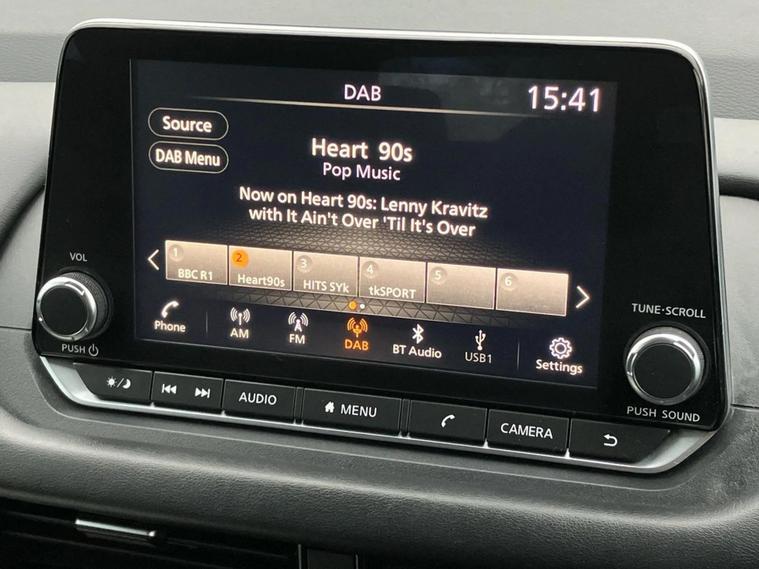 DAB
15:41
Source
DAB Menu
Heart 90s
Pop Music
Now on Heart 90s: Lenny Kravitz
with It Ain't Over 'Til It's Over
1 2 3 4 5 6
BBC R1 Heart90s HITS SYk tkSPORT
Phone AM FM DAB BT Audio USB1 Settings
VOL
PUSH
TUNE·SCROLL
PUSH SOUND
AUDIO MENU CAMERA